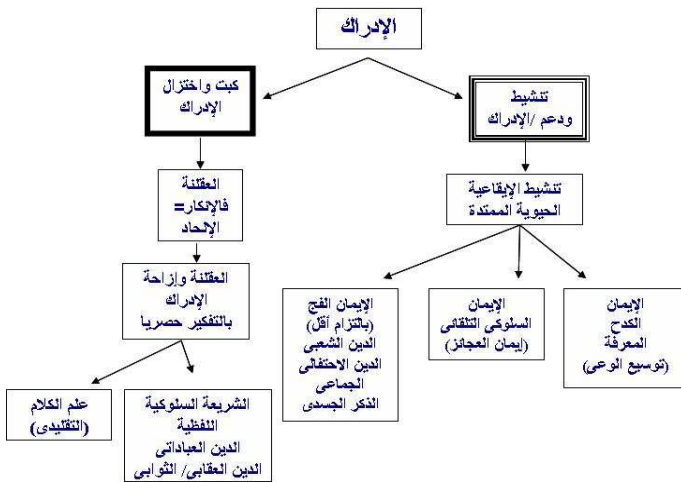 الإدراك
تنشيط
ودعم /الإدراك
كبت واختزال
الإدراك
تنشيط الإيقاعية
الحيوية الممتدة
العقلنة
فالإنكار=
الإلحاد
العقلنة وإزاحة
الإدراك
بالتفكير حصريا
الإيمان
الكدح
المعرفة
(توسيع الوعى)
الإيمان
السلوكى التلقائى
(إيمان العجائز)
الإيمان الفج
(بالتزام أقل)
الدين الشعبى
الدين الاحتفالى
الجماعى
الذكر الجسدى
الشريعة السلوكية
اللفظية
الدين العباداتى
الدين العقابى/ الثوابى
علم الكلام
(التقليدى)